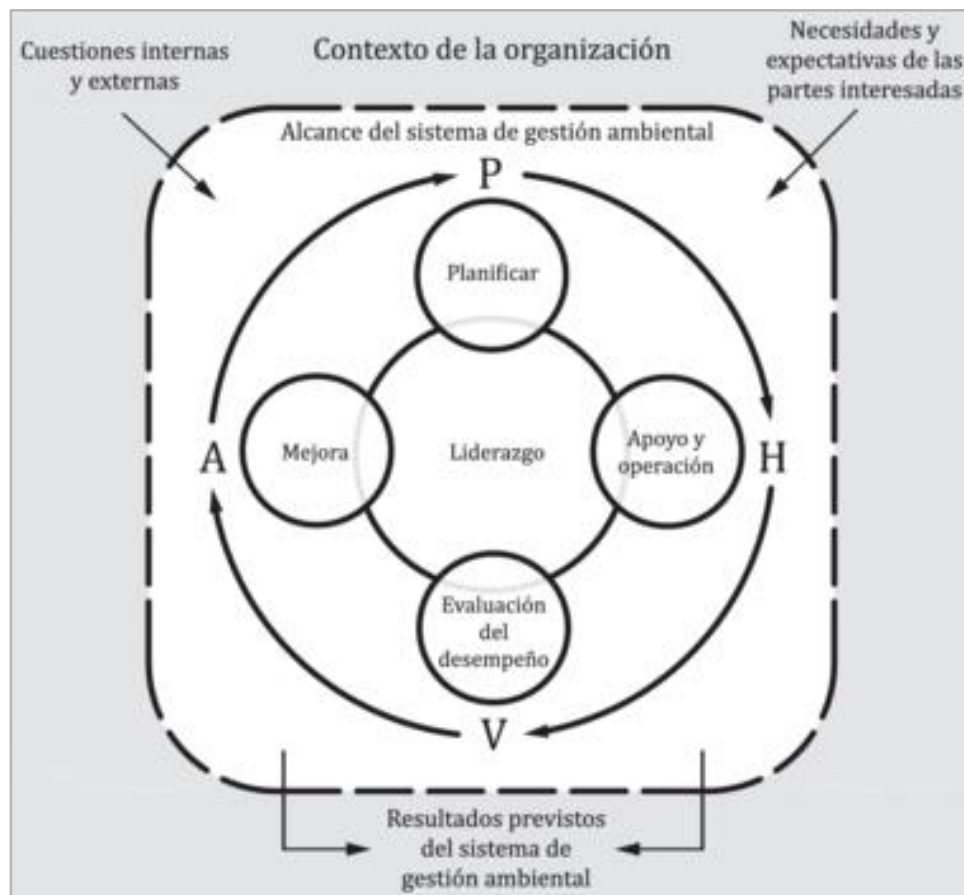 Cuestiones internas
y externas
Contexto de la organización
Necesidades y
expectativas de las
partes interesadas
Alcance del sistema de gestión ambiental
P
Planificar
A
Mejora
Liderazgo
Apoyo y
operación
H
Evaluación
del
desempeño
V
Resultados previstos
del sistema de
gestión ambiental